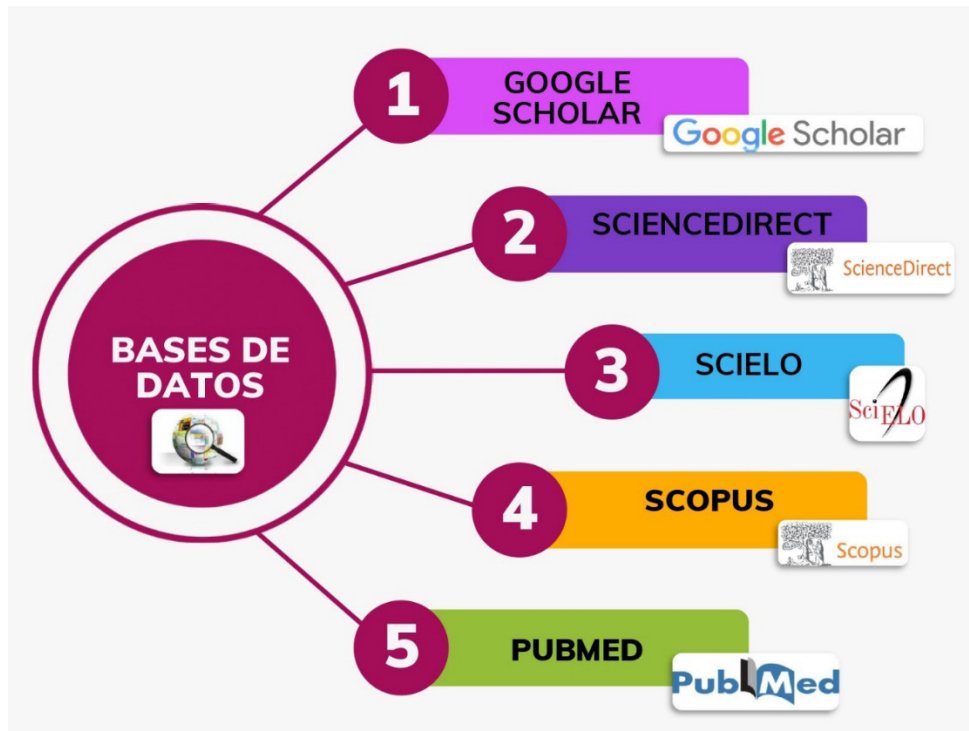 1
GOOGLE
SCHOLAR
Google Scholar
2
SCIENCEDIRECT
ScienceDirect
BASES DE
DATOS
3
SCIELO
SciELO
4
SCOPUS
Scopus
5
PUBMED
PubMed